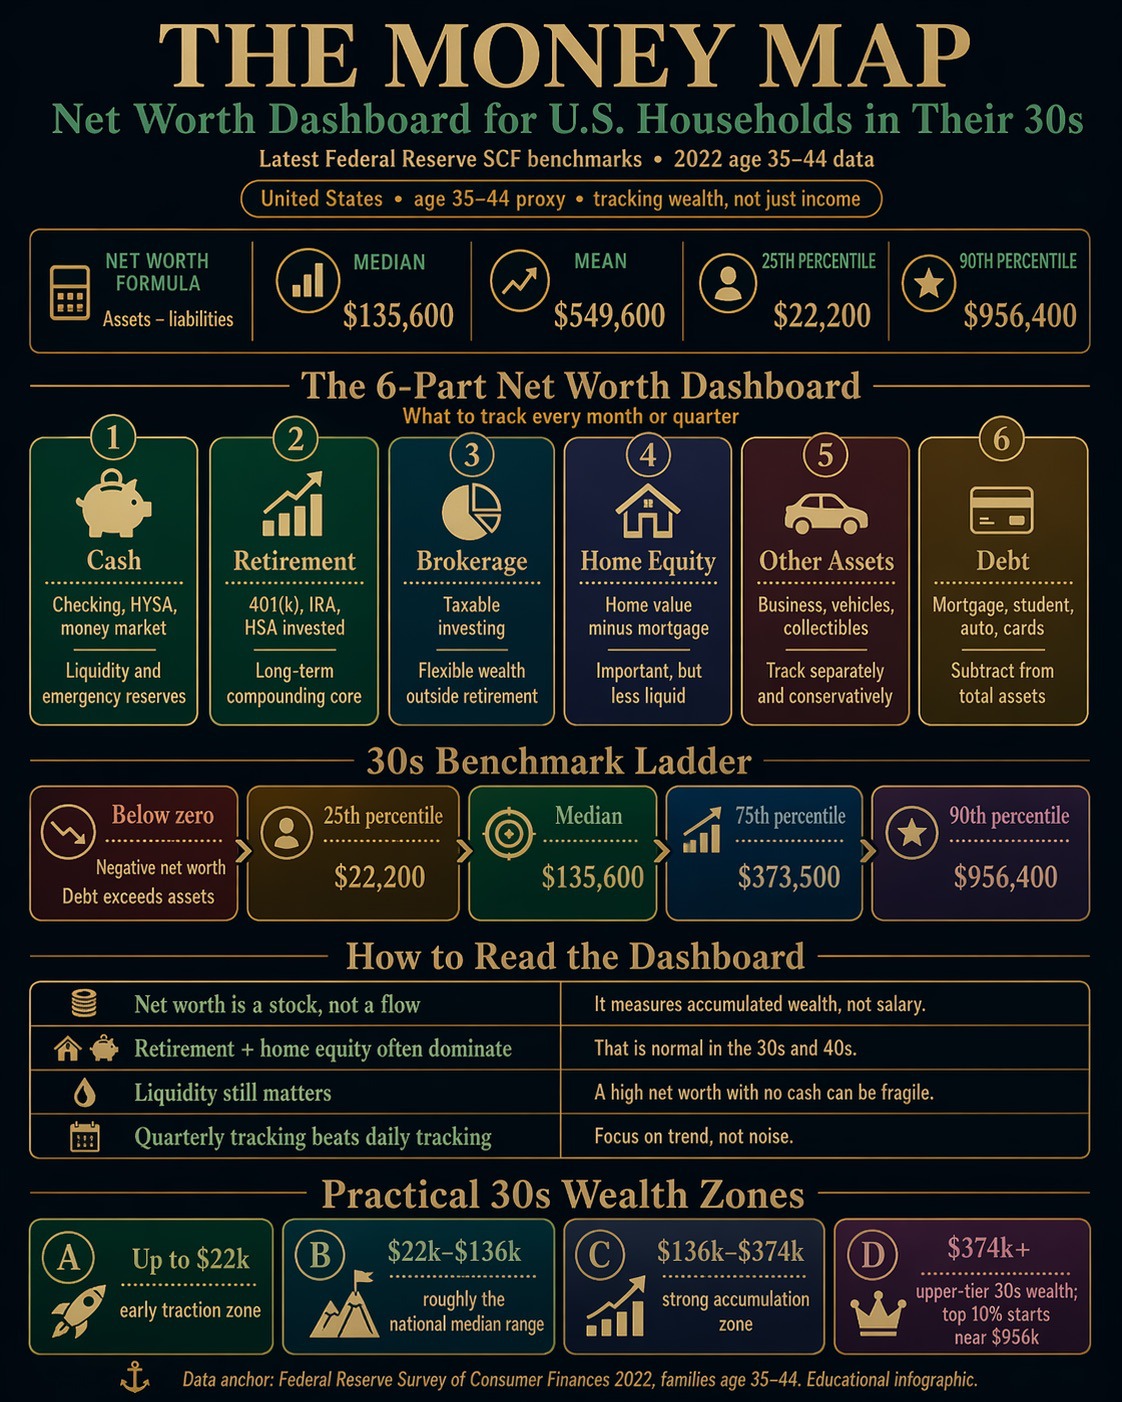 THE MONEY MAP
Net Worth Dashboard for U.S. Households in Their 30s
Latest Federal Reserve SCF benchmarks • 2022 age 35–44 data
United States • age 35–44 proxy • tracking wealth, not just income
NET WORTH
FORMULA
Assets – liabilities
MEDIAN
$135,600
MEAN
$549,600
25TH PERCENTILE
$22,200
90TH PERCENTILE
$956,400
The 6-Part Net Worth Dashboard
What to track every month or quarter
1
Cash
Checking, HYSA,
money market
Liquidity and
emergency reserves
2
Retirement
401(k), IRA,
HSA invested
Long-term
compounding core
3
Brokerage
Taxable
investing
Flexible wealth
outside retirement
4
Home Equity
Home value
minus mortgage
Important, but
less liquid
5
Other Assets
Business, vehicles,
collectibles
Track separately
and conservatively
6
Debt
Mortgage, student,
auto, cards
Subtract from
total assets
30s Benchmark Ladder
Below zero
Negative net worth
Debt exceeds assets
25th percentile
$22,200
Median
$135,600
75th percentile
$373,500
90th percentile
$956,400
How to Read the Dashboard
Net worth is a stock, not a flow
It measures accumulated wealth, not salary.
Retirement + home equity often dominate
That is normal in the 30s and 40s.
Liquidity still matters
A high net worth with no cash can be fragile.
Quarterly tracking beats daily tracking
Focus on trend, not noise.
Practical 30s Wealth Zones
A
Up to $22k
early traction zone
B
$22k–$136k
roughly the
national median range
C
$136k–$374k
strong accumulation
zone
D
$374k+
upper-tier 30s wealth;
top 10% starts
near $956k
Data anchor: Federal Reserve Survey of Consumer Finances 2022, families age 35–44. Educational infographic.